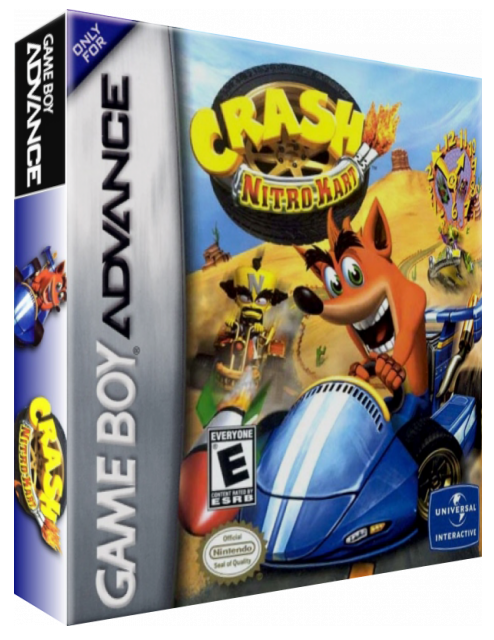 GAME BOY
ADVANCE
CRASH
NITRO KART
ONLY
FOR
GAME BOY ADVANCE
CRASH
NITRO-KART
12
N
EVERYONE
E
CONTENT RATED BY
ESRB
Official
Nintendo
Seal of Quality
UNIVERSAL
INTERACTIVE